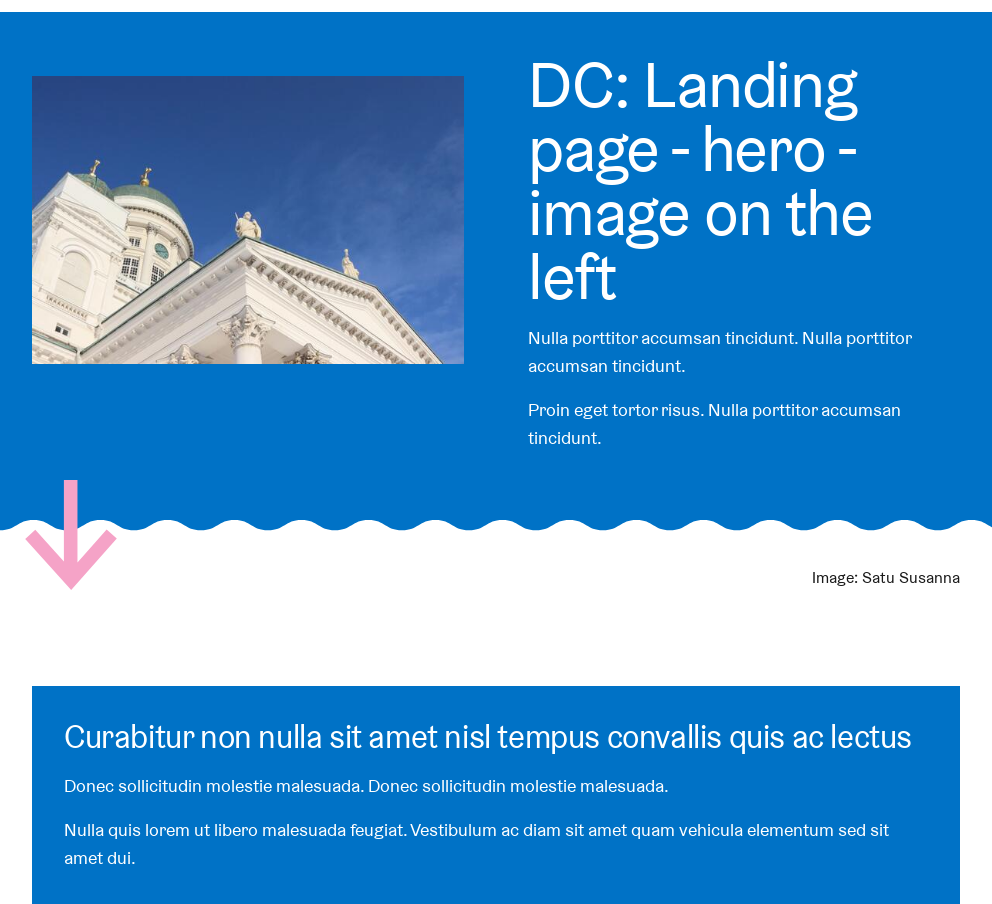 DC: Landing
page - hero -
image on the
left
Nulla porttitor accumsan tincidunt. Nulla porttitor
accumsan tincidunt.
Proin eget tortor risus. Nulla porttitor accumsan
tincidunt.
Image: Satu Susanna
Curabitur non nulla sit amet nisl tempus convallis quis ac lectus
Donec sollicitudin molestie malesuada. Donec sollicitudin molestie malesuada.
Nulla quis lorem ut libero malesuada feugiat. Vestibulum ac diam sit amet quam vehicula elementum sed sit
amet dui.